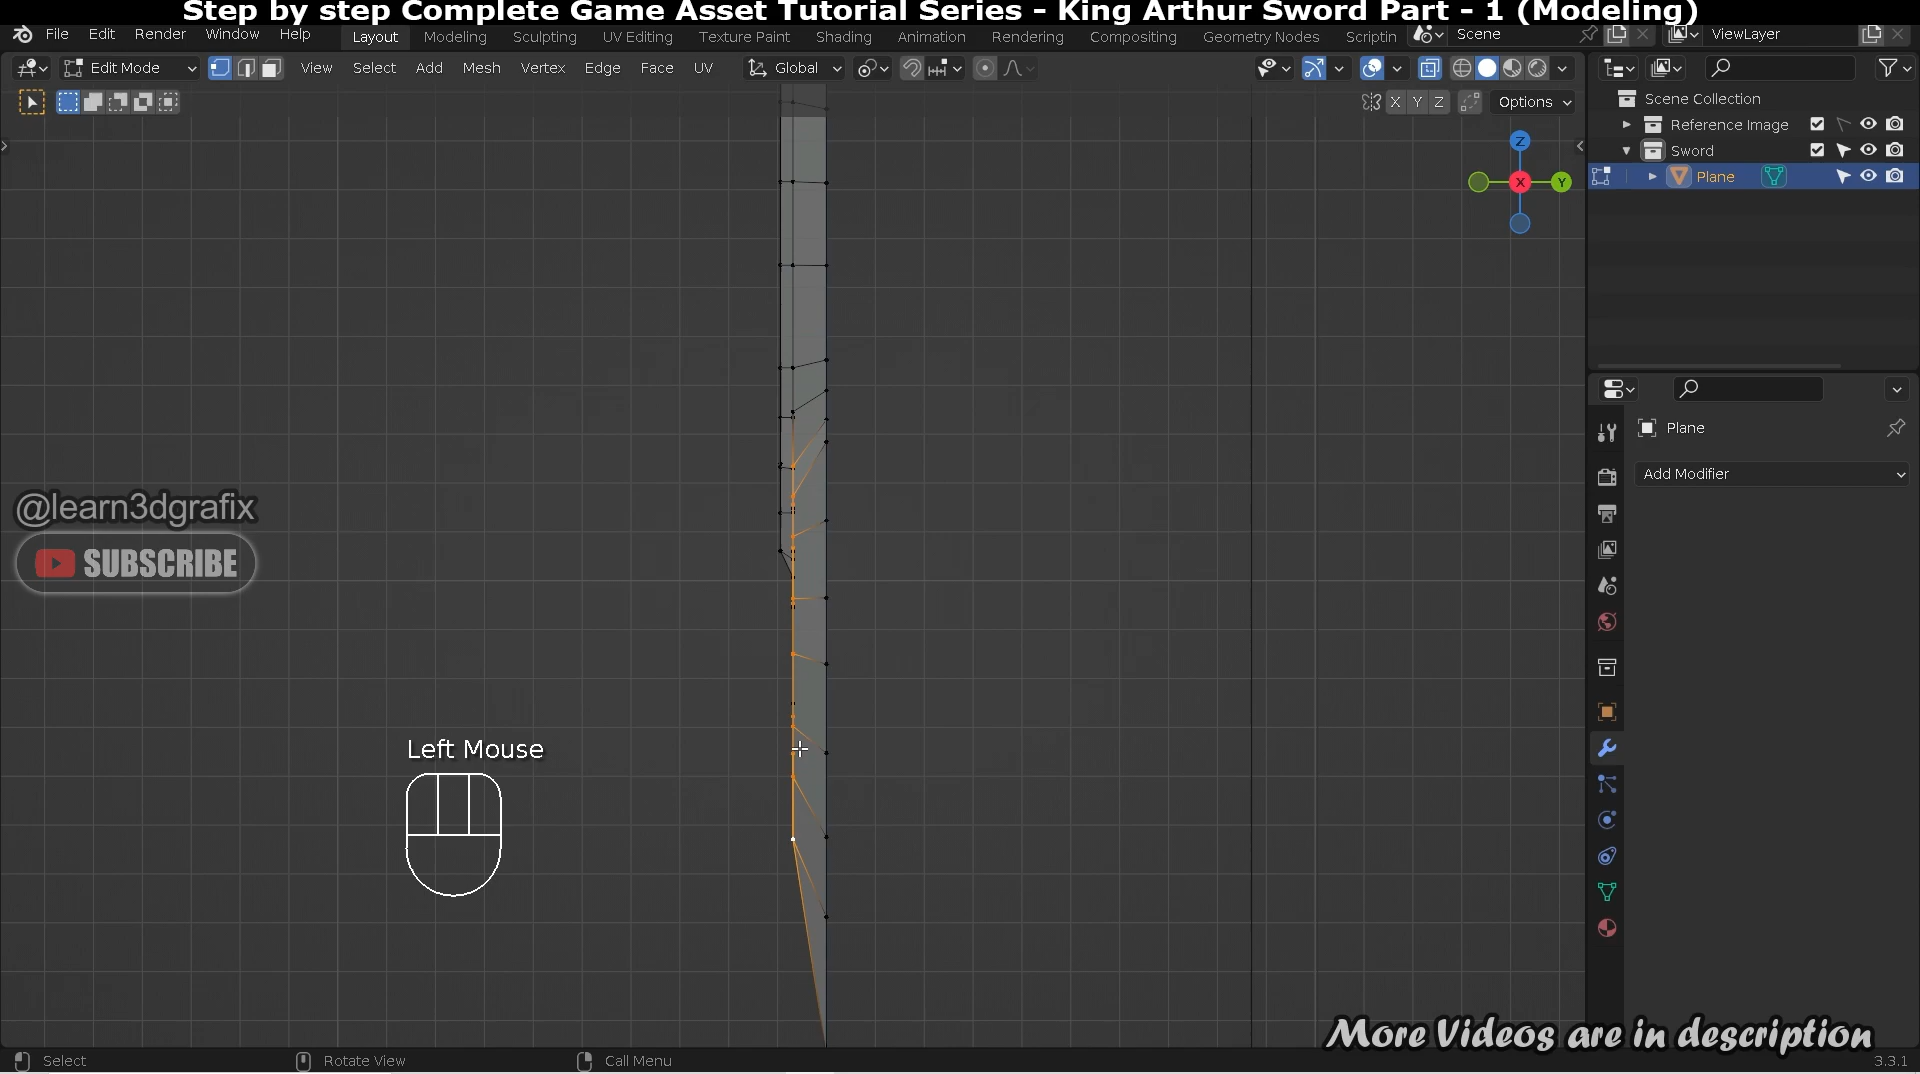 Step by step Complete Game Asset Tutorial Series - King Arthur Sword Part - 1 (Modeling)
File Edit Render Window Help Layout Modeling Sculpting UV Editing Texture Paint Shading Animation Rendering Compositing Geometry Nodes Scriptin Scene ViewLayer
Edit Mode View Select Add Mesh Vertex Edge Face UV Global
X Y Z Options
Scene Collection
Reference Image
Sword
Plane
Z
X
Y
Plane
Add Modifier
@learn3dgrafix
SUBSCRIBE
Left Mouse
More Videos are in description
Select Rotate View Call Menu 3.3.1